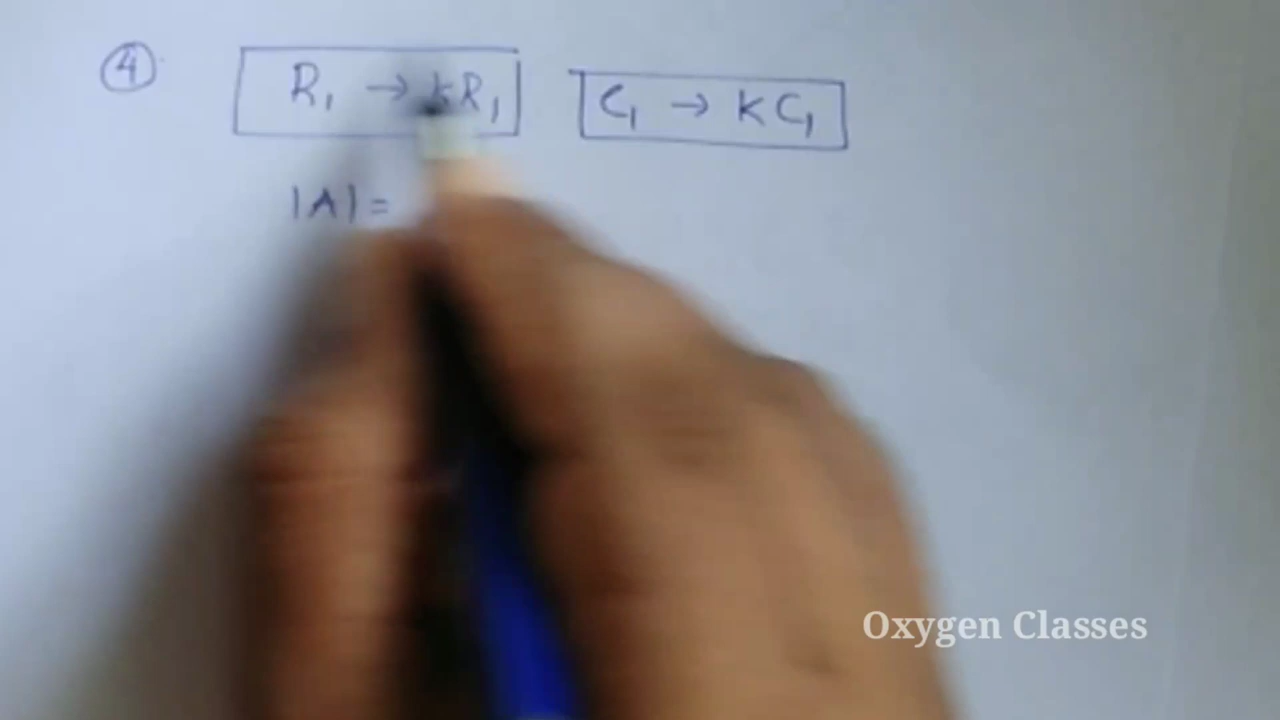 ④ R₁ → kR₁ C₁ → KC₁
|A| =
Oxygen Classes